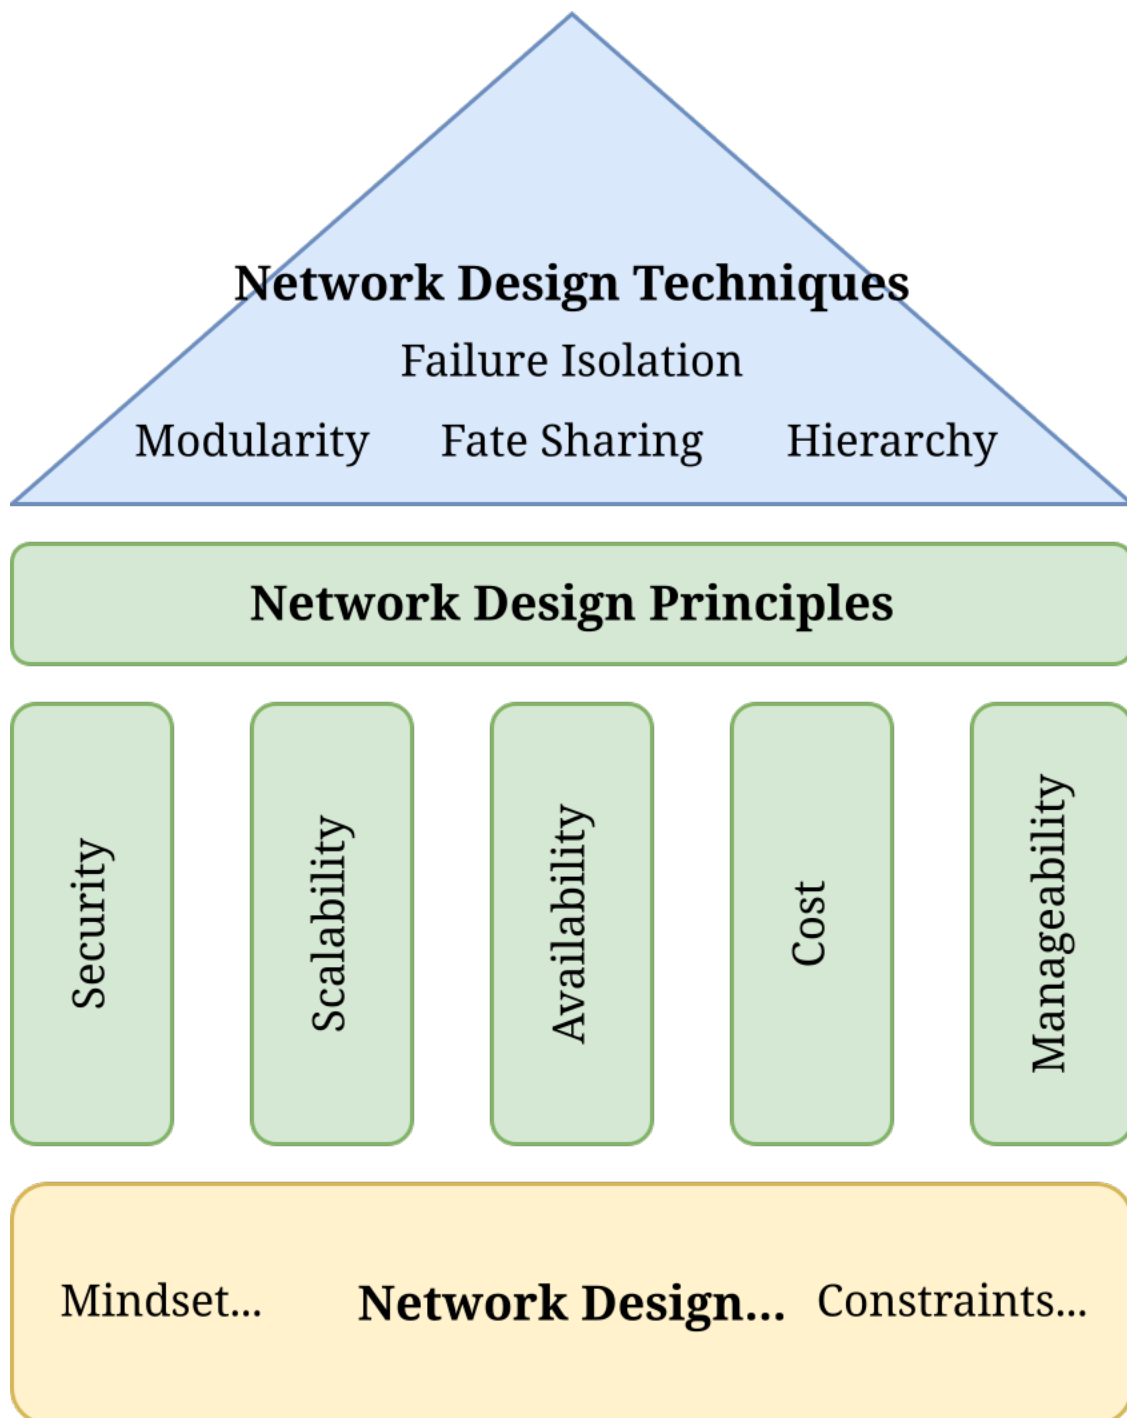 Network Design Techniques
Failure Isolation
Modularity Fate Sharing Hierarchy
Network Design Principles
Security
Scalability
Availability
Cost
Manageability
Mindset... Network Design... Constraints...